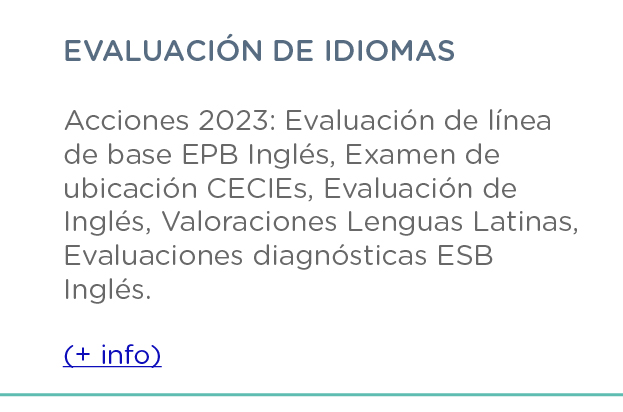 EVALUACIÓN DE IDIOMAS
Acciones 2023: Evaluación de línea
de base EPB Inglés, Examen de
ubicación CECIEs, Evaluación de
Inglés, Valoraciones Lenguas Latinas,
Evaluaciones diagnósticas ESB
Inglés.
(+ info)